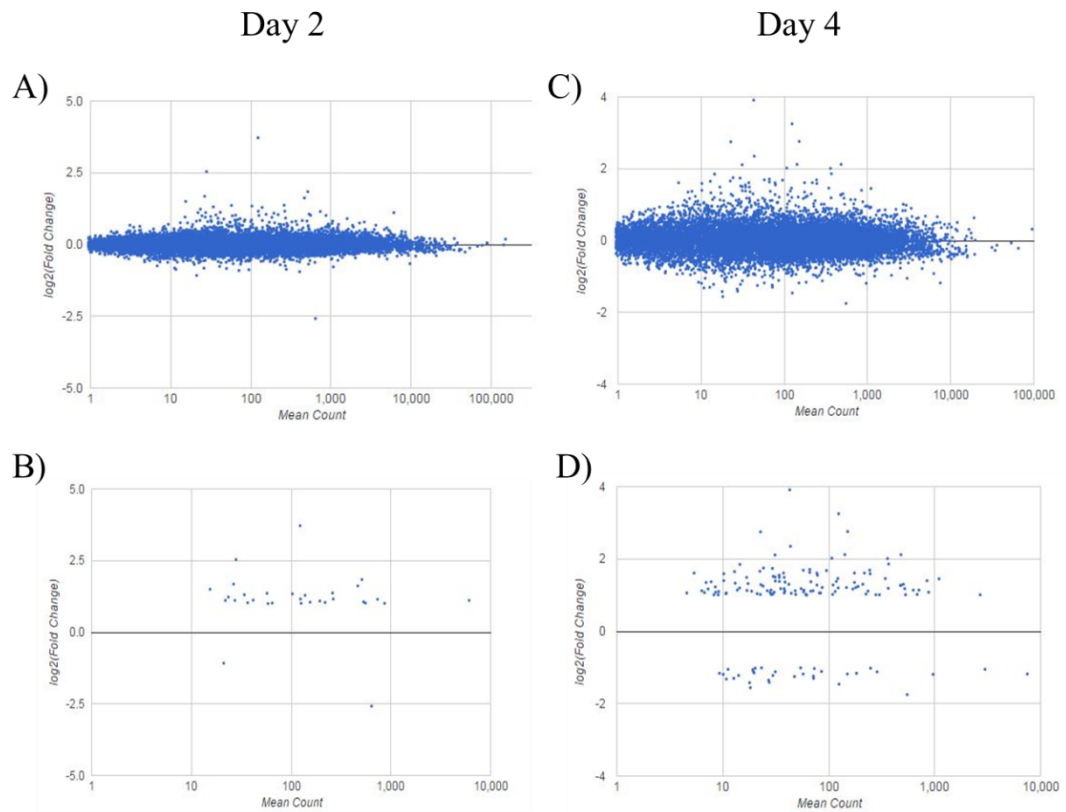 Day 2
Day 4
A)
5.0
2.5
0.0
-2.5
-5.0
log2(Fold Change)
1 10 100 1,000 10,000 100,000
Mean Count
C)
4
2
0
-2
-4
log2(Fold Change)
1 10 100 1,000 10,000 100,000
Mean Count
B)
5.0
2.5
0.0
-2.5
-5.0
log2(Fold Change)
1 10 100 1,000 10,000
Mean Count
D)
4
2
0
-2
-4
log2(Fold Change)
1 10 100 1,000 10,000
Mean Count